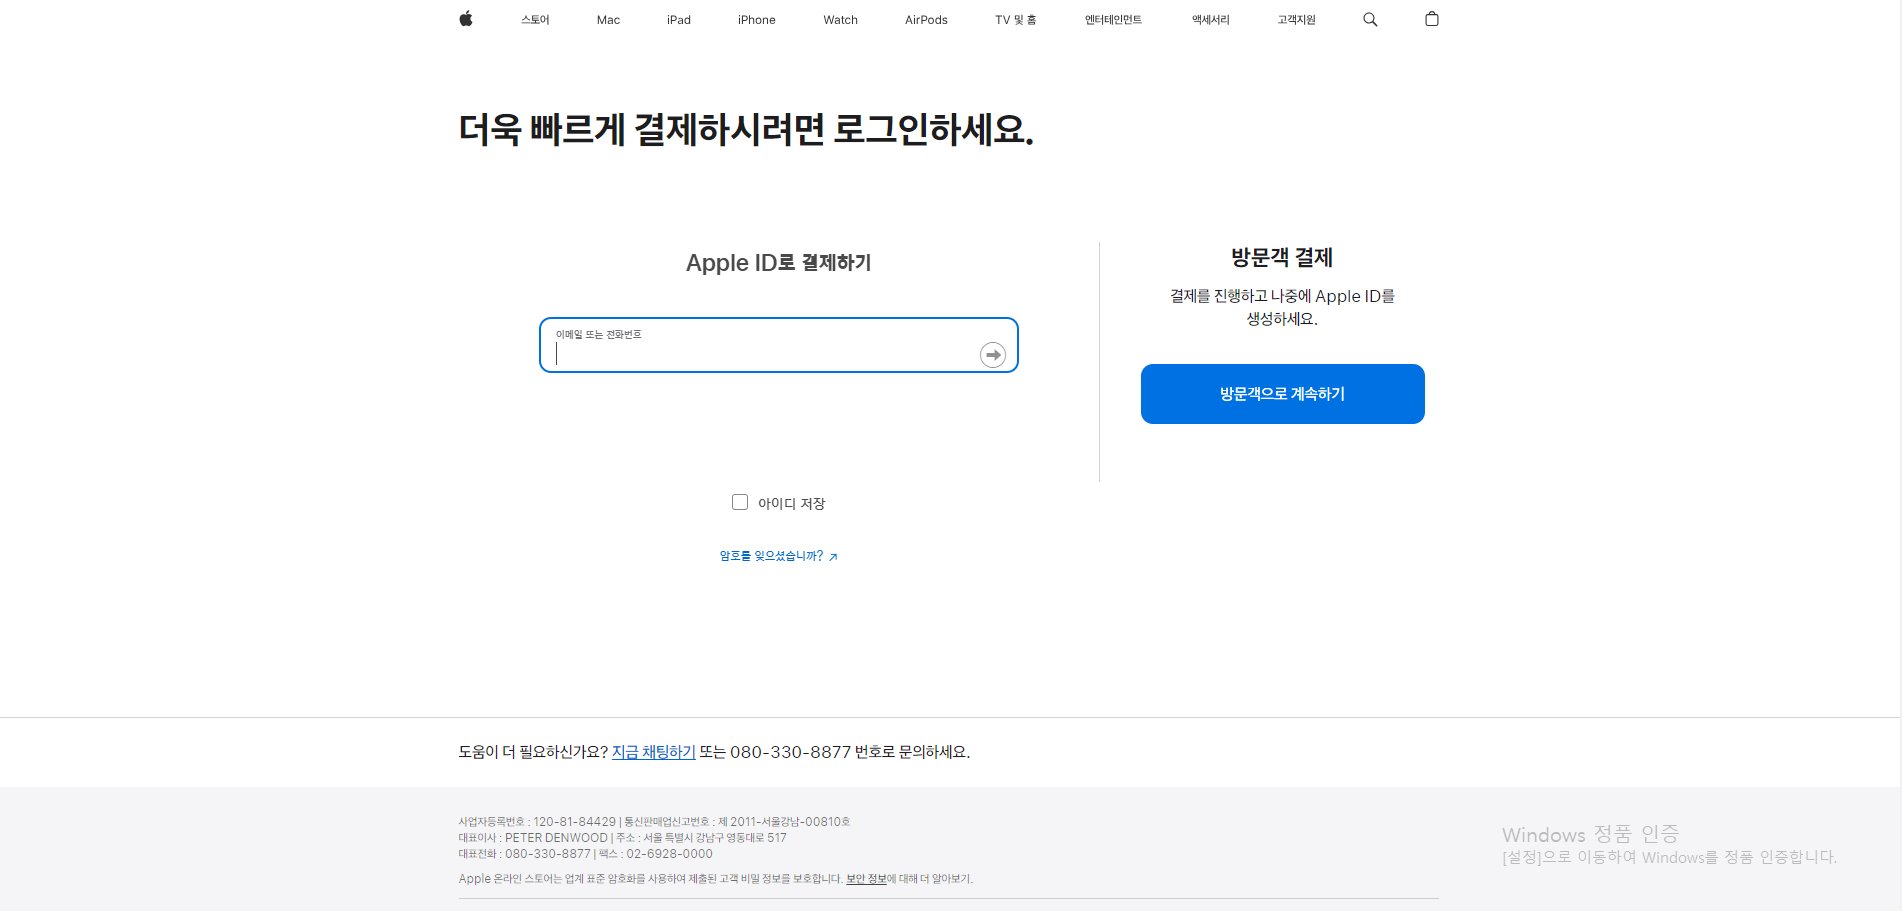 스토어 Mac iPad iPhone Watch AirPods TV 및 홈 엔터테인먼트 액세서리 고객지원
더욱 빠르게 결제하시려면 로그인하세요.
Apple ID로 결제하기
이메일 또는 전화번호
아이디 저장
암호를 잊으셨습니까? ↗
방문객 결제
결제를 진행하고 나중에 Apple ID를
생성하세요.
방문객으로 계속하기
도움이 더 필요하신가요? 지금 채팅하기 또는 080-330-8877 번호로 문의하세요.
사업자등록번호 : 120-81-84429 | 통신판매업신고번호 : 제 2011-서울강남-00810호
대표이사 : PETER DENWOOD | 주소 : 서울 특별시 강남구 영동대로 517
대표전화 : 080-330-8877 | 팩스 : 02-6928-0000
Apple 온라인 스토어는 업계 표준 암호화를 사용하여 제출된 고객 비밀 정보를 보호합니다. 보안 정보에 대해 더 알아보기.
Windows 정품 인증
[설정]으로 이동하여 Windows를 정품 인증합니다.